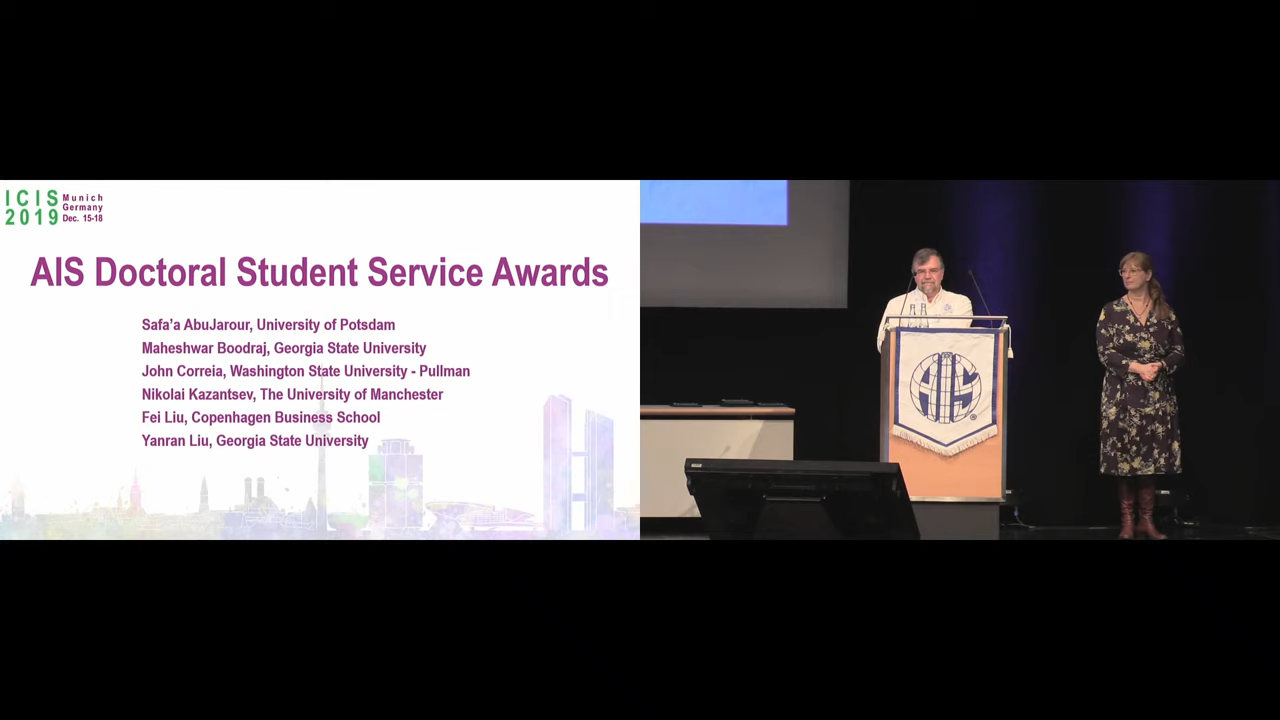 ICIS
2019
Munich
Germany
Dec. 15-18
AIS Doctoral Student Service Awards
Safa’a AbuJarour, University of Potsdam
Maheshwar Boodraj, Georgia State University
John Correia, Washington State University - Pullman
Nikolai Kazantsev, The University of Manchester
Fei Liu, Copenhagen Business School
Yanran Liu, Georgia State University
AIS
®